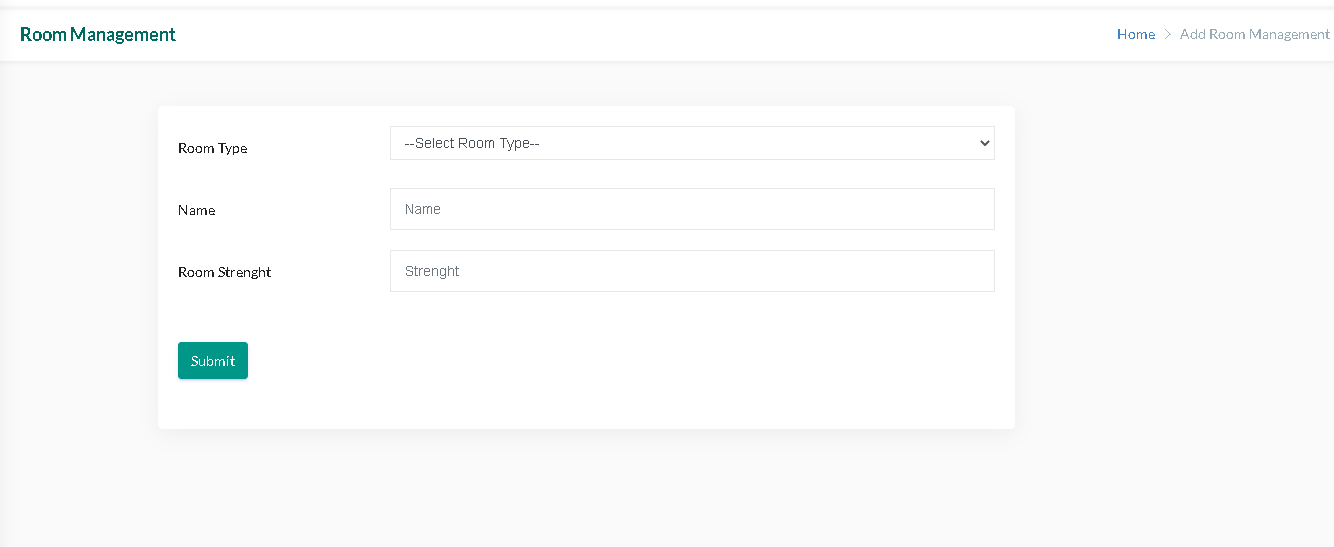 Room Management
Home > Add Room Management
Room Type
--Select Room Type--
Name
Name
Room Strenght
Strenght
Submit